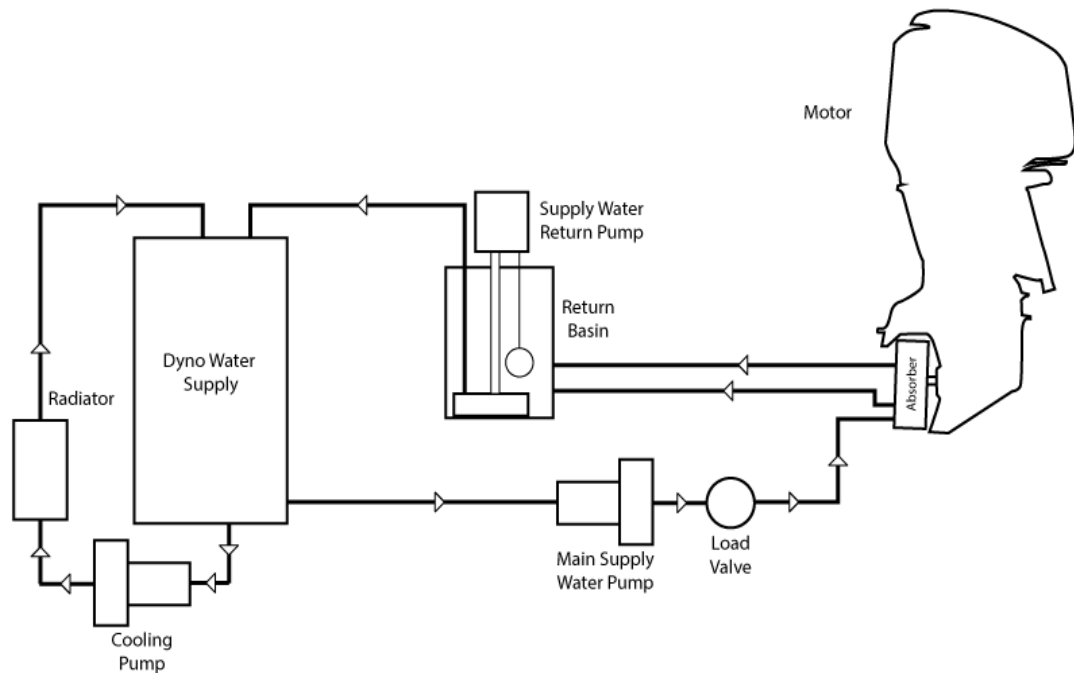 Motor
Supply Water
Return Pump
Return
Basin
Dyno Water
Supply
Radiator
Absorber
Main Supply
Water Pump
Load
Valve
Cooling
Pump